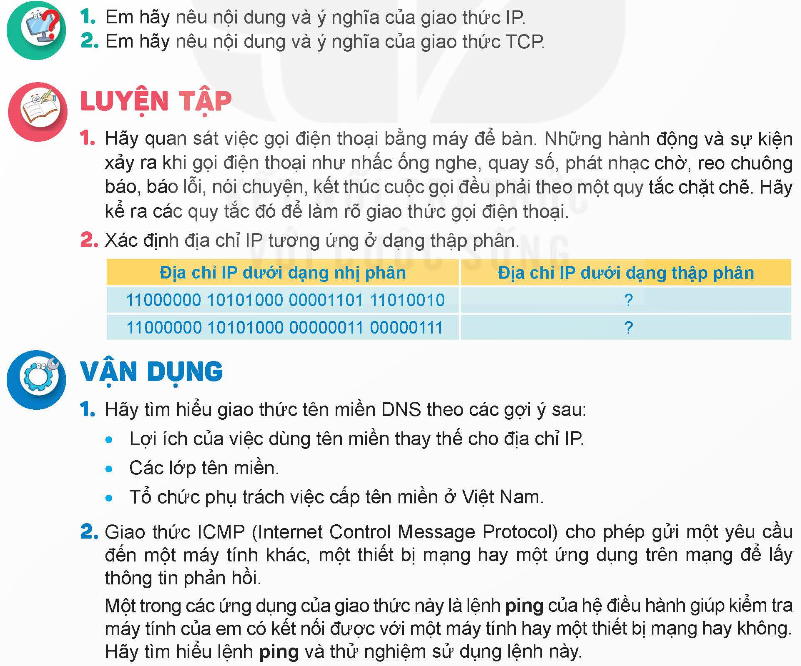 1. Em hãy nêu nội dung và ý nghĩa của giao thức IP.
2. Em hãy nêu nội dung và ý nghĩa của giao thức TCP.
LUYỆN TẬP
1. Hãy quan sát việc gọi điện thoại bằng máy để bàn. Những hành động và sự kiện
xảy ra khi gọi điện thoại như nhấc ống nghe, quay số, phát nhạc chờ, reo chuông
báo, báo lỗi, nói chuyện, kết thúc cuộc gọi đều phải theo một quy tắc chặt chẽ. Hãy
kể ra các quy tắc đó để làm rõ giao thức gọi điện thoại.
2. Xác định địa chỉ IP tương ứng ở dạng thập phân.
Địa chỉ IP dưới dạng nhị phân Địa chỉ IP dưới dạng thập phân
11000000 10101000 00001101 11010010 ?
11000000 10101000 00000011 00000111 ?
VẬN DỤNG
1. Hãy tìm hiểu giao thức tên miền DNS theo các gợi ý sau:
• Lợi ích của việc dùng tên miền thay thế cho địa chỉ IP.
• Các lớp tên miền.
• Tổ chức phụ trách việc cấp tên miền ở Việt Nam.
2. Giao thức ICMP (Internet Control Message Protocol) cho phép gửi một yêu cầu
đến một máy tính khác, một thiết bị mạng hay một ứng dụng trên mạng để lấy
thông tin phản hồi.
Một trong các ứng dụng của giao thức này là lệnh ping của hệ điều hành giúp kiểm tra
máy tính của em có kết nối được với một máy tính hay một thiết bị mạng hay không.
Hãy tìm hiểu lệnh ping và thử nghiệm sử dụng lệnh này.
VỚI CUỘC SỐNG